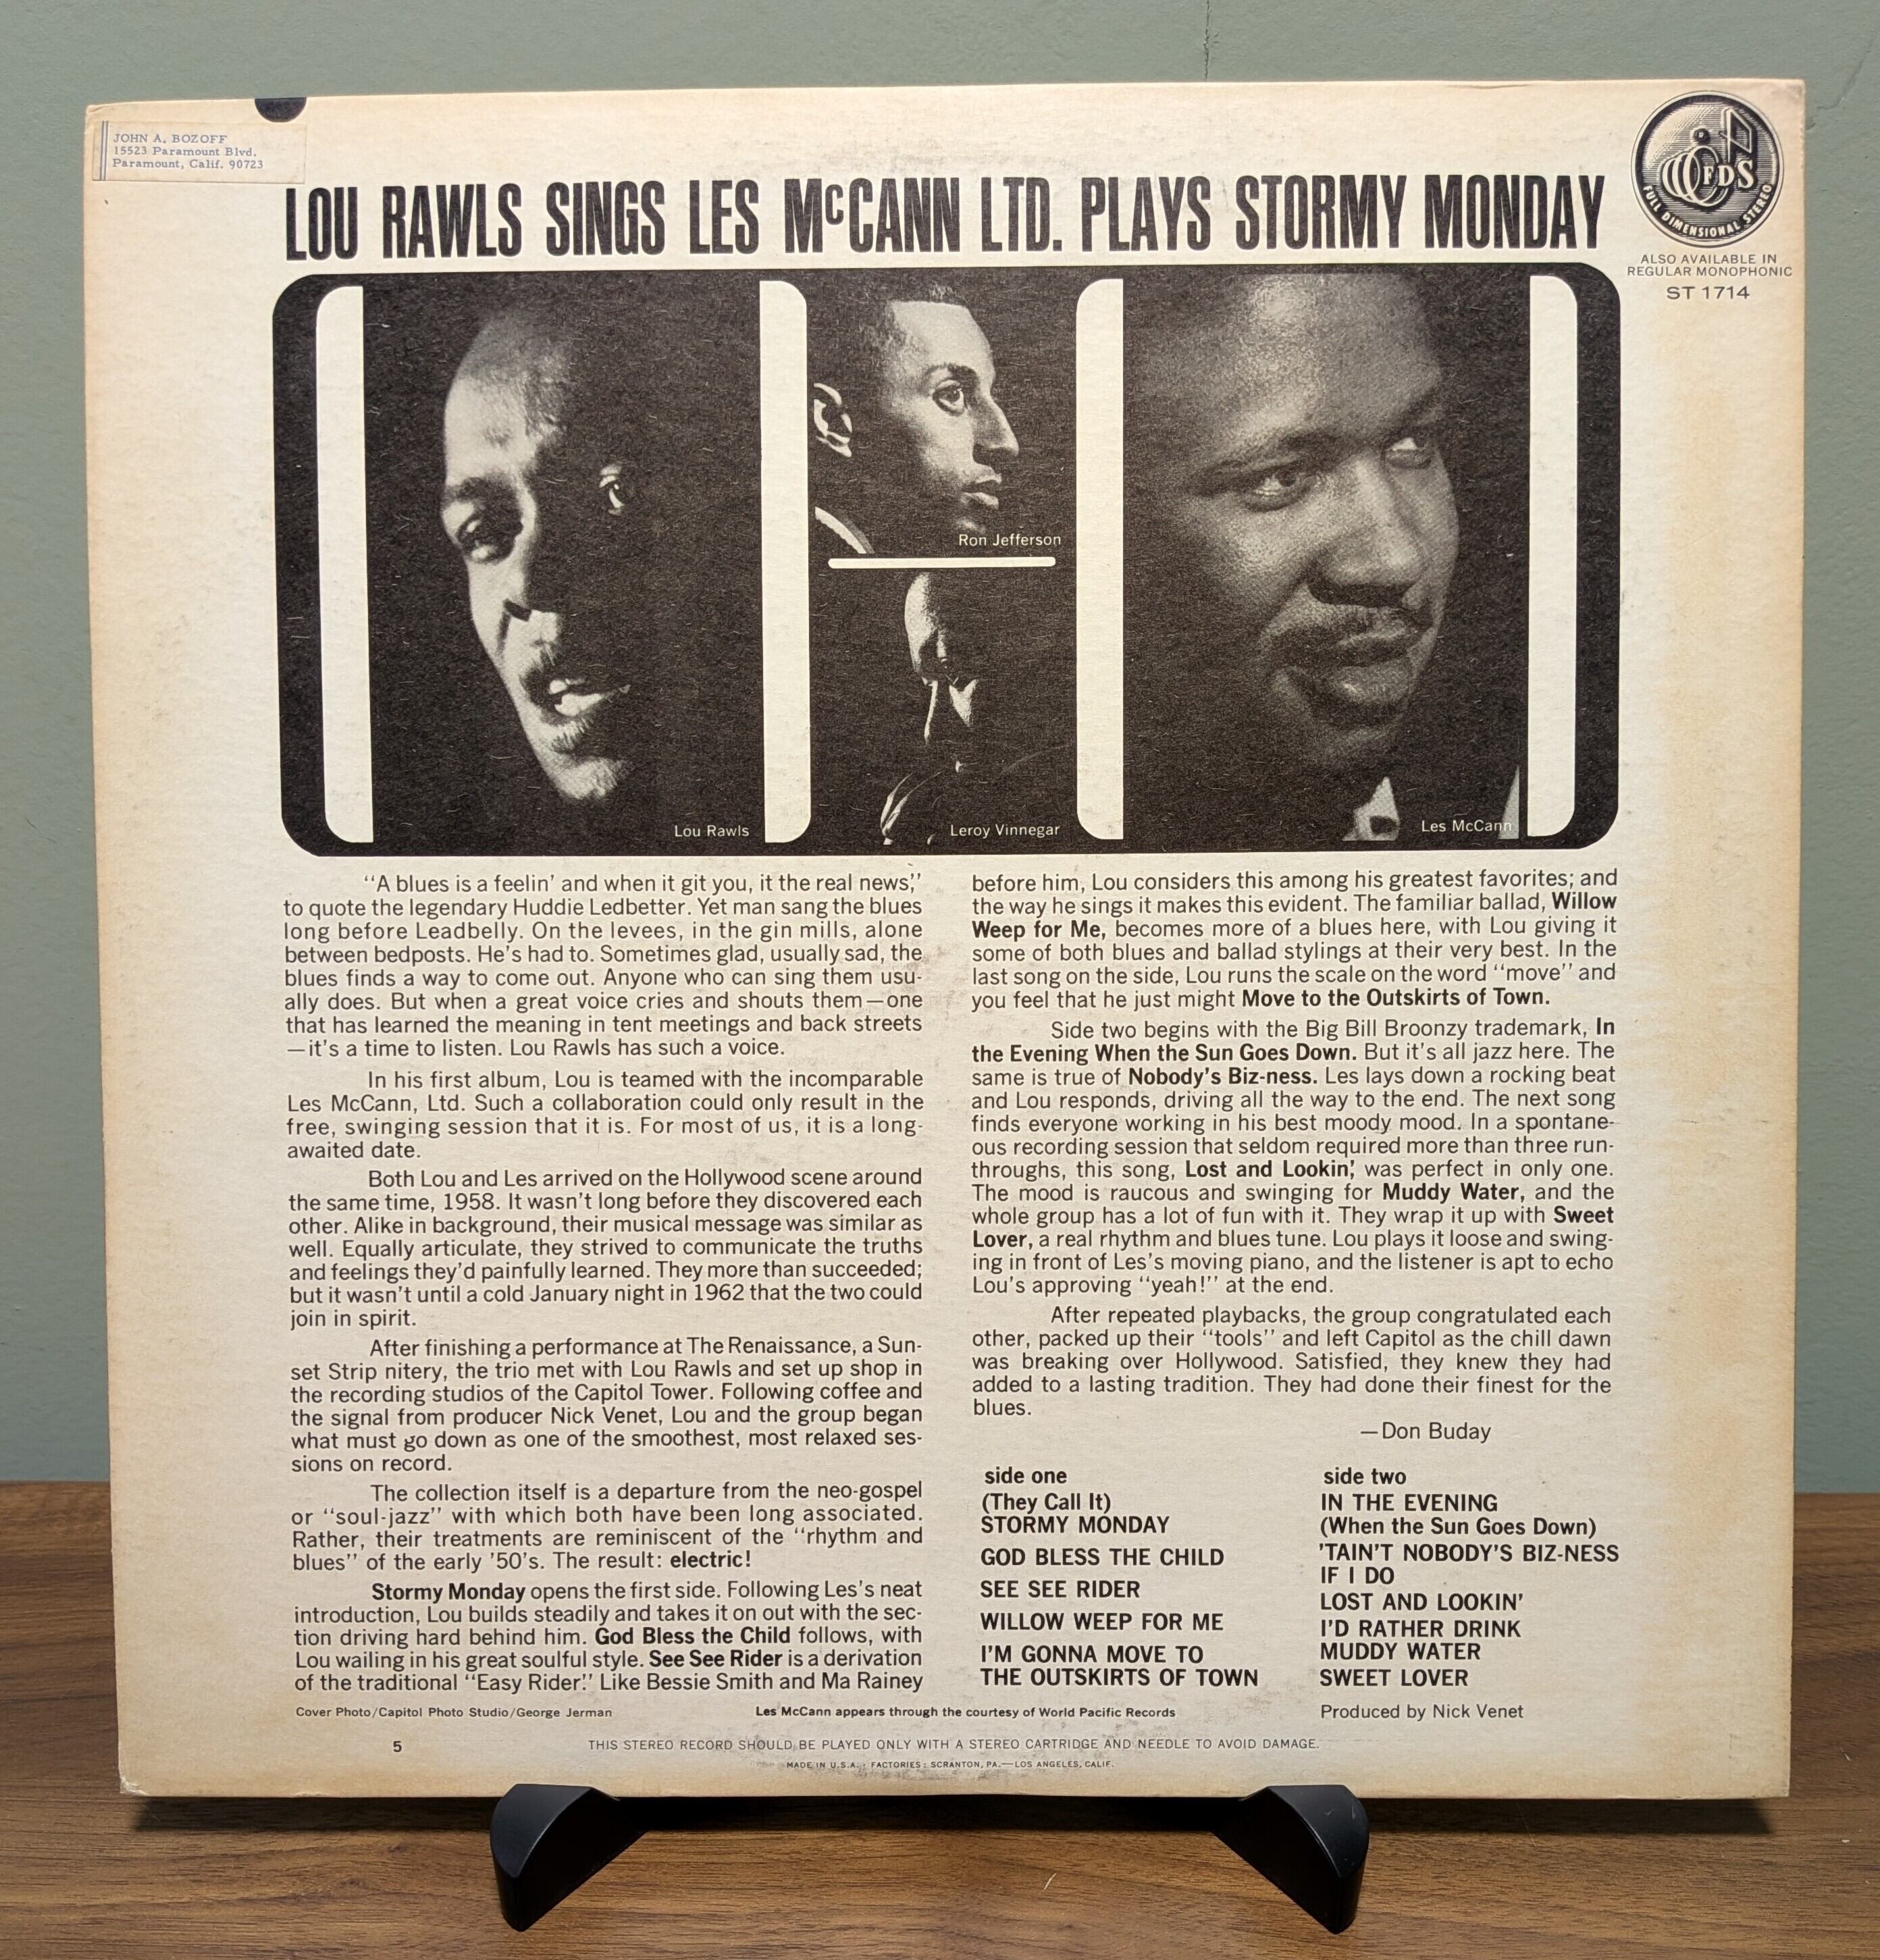 JOHN A. BOZOFF
15523 Paramount Blvd.
Paramount, Calif. 90723
LOU RAWLS SINGS LES McCANN LTD. PLAYS STORMY MONDAY
FDS
FULL DIMENSIONAL STEREO
ALSO AVAILABLE IN
REGULAR MONOPHONIC
ST 1714
Ron Jefferson
Lou Rawls
Leroy Vinnegar
Les McCann
“A blues is a feelin’ and when it git you, it the real news,”
to quote the legendary Huddie Ledbetter. Yet man sang the blues
long before Leadbelly. On the levees, in the gin mills, alone
between bedposts. He’s had to. Sometimes glad, usually sad, the
blues finds a way to come out. Anyone who can sing them usu-
ally does. But when a great voice cries and shouts them—one
that has learned the meaning in tent meetings and back streets
—it’s a time to listen. Lou Rawls has such a voice.
In his first album, Lou is teamed with the incomparable
Les McCann, Ltd. Such a collaboration could only result in the
free, swinging session that it is. For most of us, it is a long-
awaited date.
Both Lou and Les arrived on the Hollywood scene around
the same time, 1958. It wasn’t long before they discovered each
other. Alike in background, their musical message was similar as
well. Equally articulate, they strived to communicate the truths
and feelings they’d painfully learned. They more than succeeded;
but it wasn’t until a cold January night in 1962 that the two could
join in spirit.
After finishing a performance at The Renaissance, a Sun-
set Strip nitery, the trio met with Lou Rawls and set up shop in
the recording studios of the Capitol Tower. Following coffee and
the signal from producer Nick Venet, Lou and the group began
what must go down as one of the smoothest, most relaxed ses-
sions on record.
The collection itself is a departure from the neo-gospel
or “soul-jazz” with which both have been long associated.
Rather, their treatments are reminiscent of the “rhythm and
blues” of the early ’50’s. The result: electric!
Stormy Monday opens the first side. Following Les’s neat
introduction, Lou builds steadily and takes it on out with the sec-
tion driving hard behind him. God Bless the Child follows, with
Lou wailing in his great soulful style. See See Rider is a derivation
of the traditional “Easy Rider.” Like Bessie Smith and Ma Rainey
before him, Lou considers this among his greatest favorites; and
the way he sings it makes this evident. The familiar ballad, Willow
Weep for Me, becomes more of a blues here, with Lou giving it
some of both blues and ballad stylings at their very best. In the
last song on the side, Lou runs the scale on the word “move” and
you feel that he just might Move to the Outskirts of Town.
Side two begins with the Big Bill Broonzy trademark, In
the Evening When the Sun Goes Down. But it’s all jazz here. The
same is true of Nobody’s Biz-ness. Les lays down a rocking beat
and Lou responds, driving all the way to the end. The next song
finds everyone working in his best moody mood. In a spontane-
ous recording session that seldom required more than three run-
throughs, this song, Lost and Lookin’, was perfect in only one.
The mood is raucous and swinging for Muddy Water, and the
whole group has a lot of fun with it. They wrap it up with Sweet
Lover, a real rhythm and blues tune. Lou plays it loose and swing-
ing in front of Les’s moving piano, and the listener is apt to echo
Lou’s approving “yeah!” at the end.
After repeated playbacks, the group congratulated each
other, packed up their “tools” and left Capitol as the chill dawn
was breaking over Hollywood. Satisfied, they knew they had
added to a lasting tradition. They had done their finest for the
blues.
—Don Buday
side one
(They Call It)
STORMY MONDAY
GOD BLESS THE CHILD
SEE SEE RIDER
WILLOW WEEP FOR ME
I’M GONNA MOVE TO
THE OUTSKIRTS OF TOWN
side two
IN THE EVENING
(When the Sun Goes Down)
’TAIN’T NOBODY’S BIZ-NESS
IF I DO
LOST AND LOOKIN’
I’D RATHER DRINK
MUDDY WATER
SWEET LOVER
Cover Photo/Capitol Photo Studio/George Jerman
Les McCann appears through the courtesy of World Pacific Records
Produced by Nick Venet
5
THIS STEREO RECORD SHOULD BE PLAYED ONLY WITH A STEREO CARTRIDGE AND NEEDLE TO AVOID DAMAGE.
MADE IN U.S.A. · FACTORIES: SCRANTON, PA.—LOS ANGELES, CALIF.